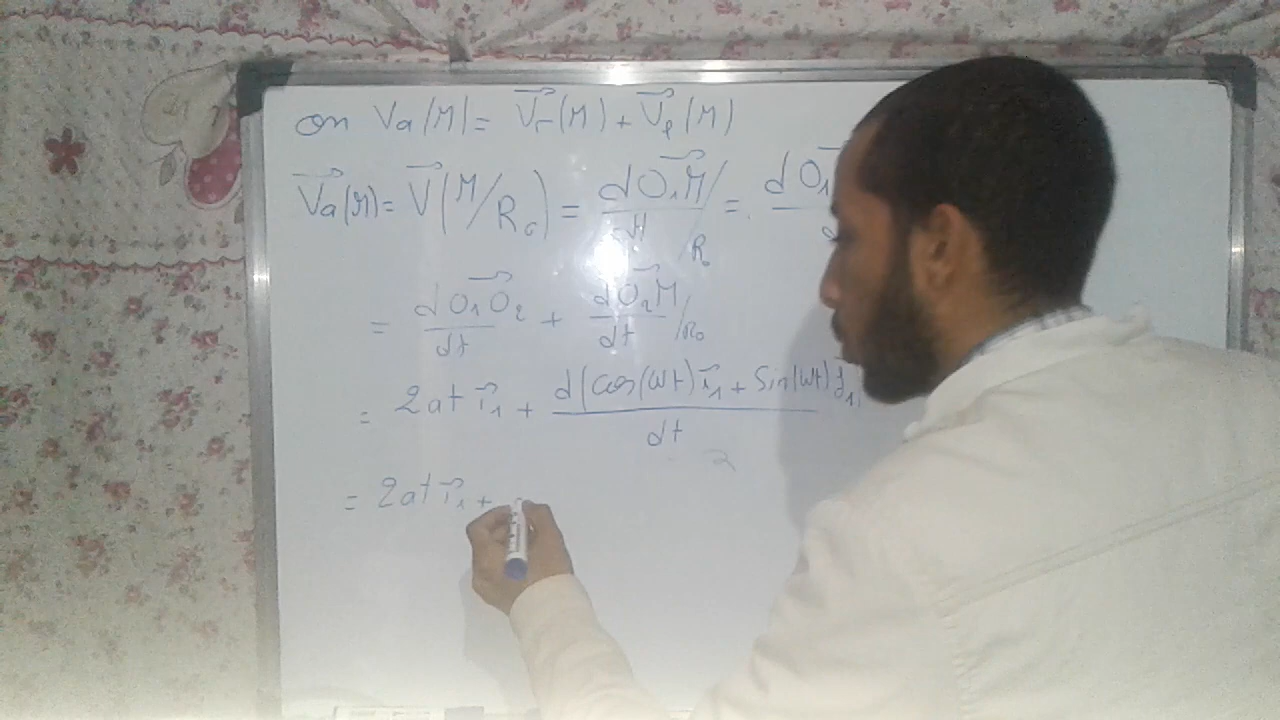 on Va(M) = Vr(M) + Ve(M)
Va(M) = V(M/R0) = dO1M/dt /R0 = dO1
= dO1O2/dt + dO2M/dt /R0
= 2at i1 + d(cos(wt) i1 + Sin(wt) j1)/dt
= 2at i1 +